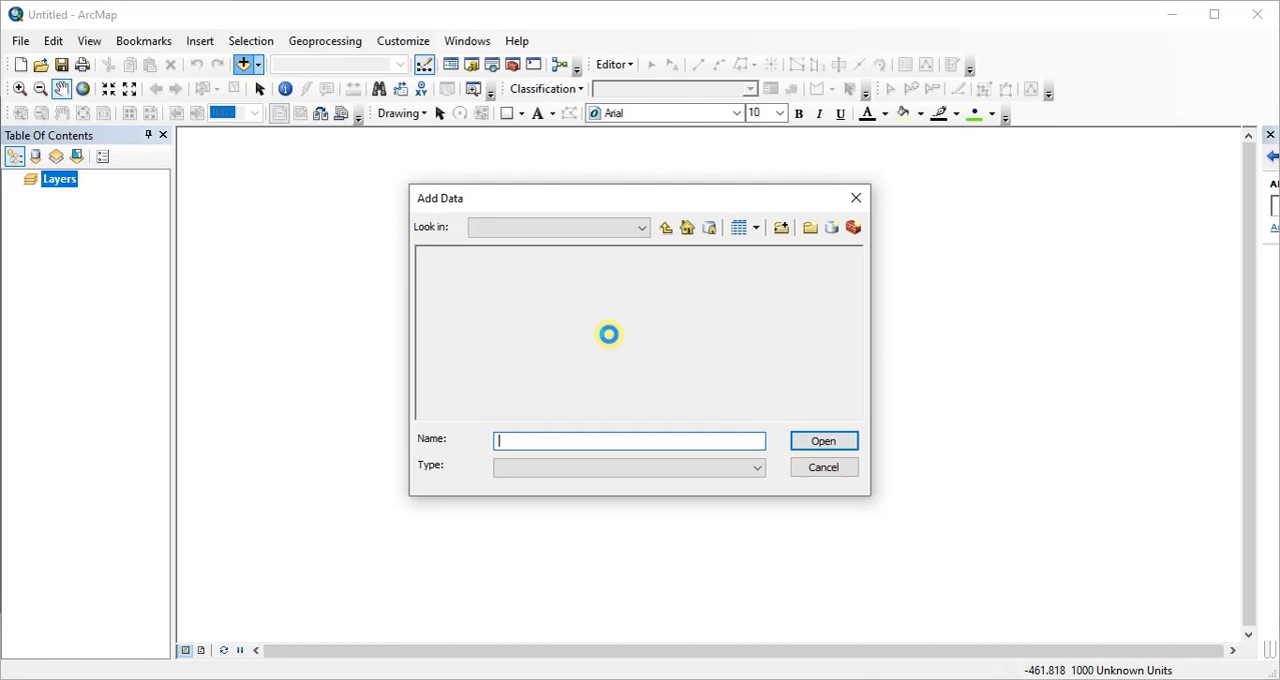 Untitled - ArcMap
File Edit View Bookmarks Insert Selection Geoprocessing Customize Windows Help
Editor
Classification
Drawing Arial 10 B I U A
Table Of Contents
Layers
Add Data
Look in:
Name:
Open
Type:
Cancel
-461.818 1000 Unknown Units